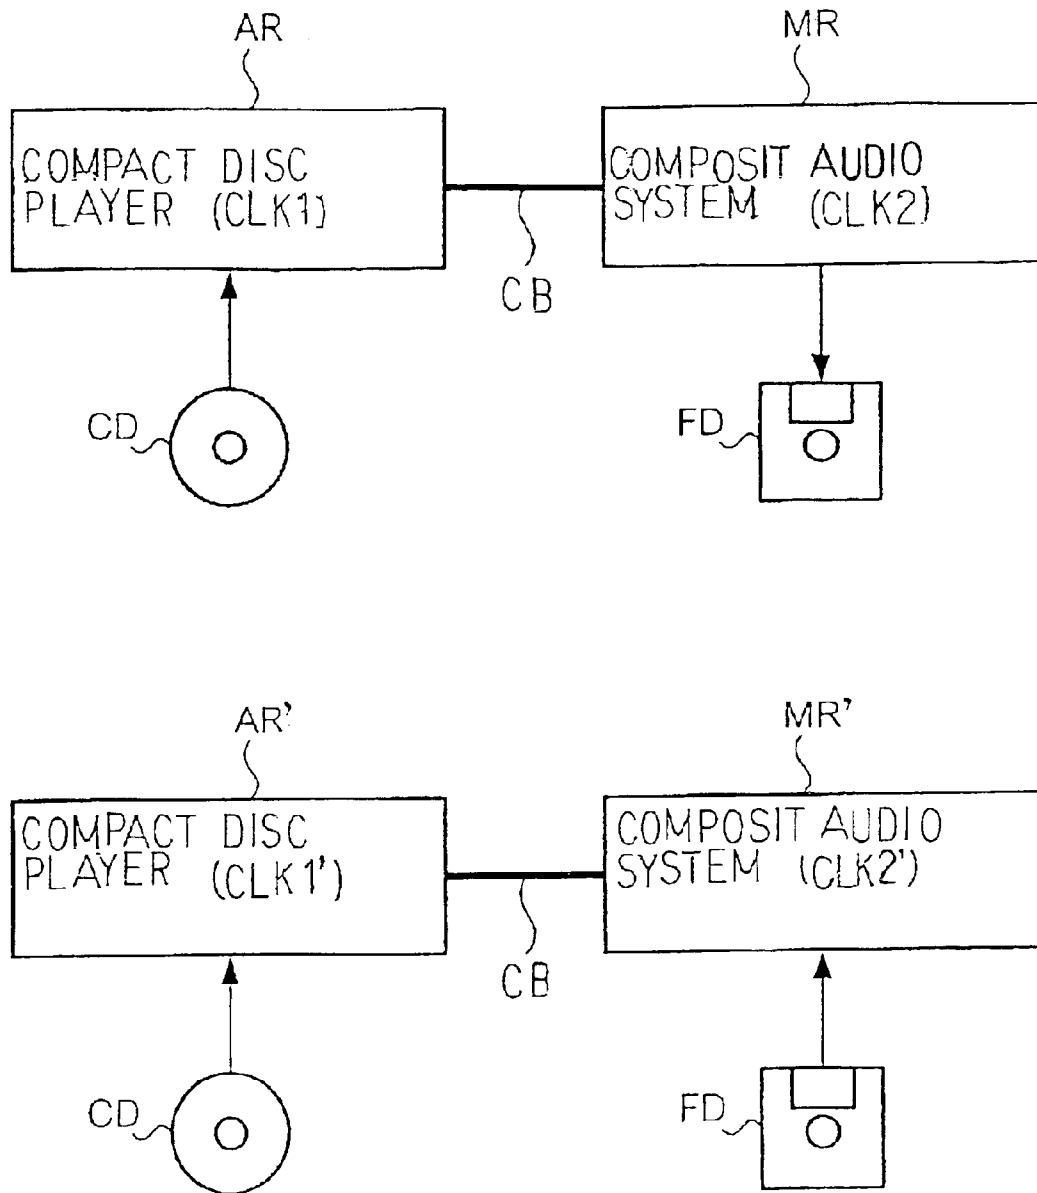 AR
MR
COMPACT DISC
PLAYER (CLK1)
COMPOSIT AUDIO
SYSTEM (CLK2)
CB
CD
FD
AR'
MR'
COMPACT DISC
PLAYER (CLK1')
COMPOSIT AUDIO
SYSTEM (CLK2')
CB
CD
FD